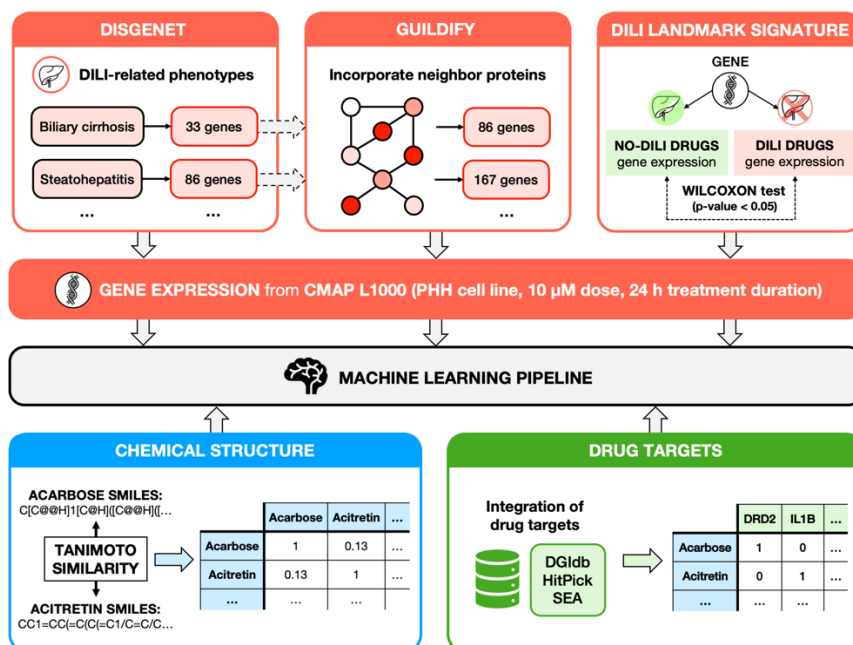 DISGENET
DILI-related phenotypes
Biliary cirrhosis
33 genes
Steatohepatitis
86 genes
...
...
GUILDIFY
Incorporate neighbor proteins
86 genes
167 genes
...
DILI LANDMARK SIGNATURE
GENE
NO-DILI DRUGS
gene expression
DILI DRUGS
gene expression
WILCOXON test
(p-value < 0.05)
GENE EXPRESSION from CMAP L1000 (PHH cell line, 10 µM dose, 24 h treatment duration)
MACHINE LEARNING PIPELINE
CHEMICAL STRUCTURE
ACARBOSE SMILES:
C[C@@H]1[C@H]([C@@H]([...
TANIMOTO
SIMILARITY
ACITRETIN SMILES:
CC1=CC(=C(C(=C1/C=C/C...
Acarbose Acitretin ...
Acarbose 1 0.13 ...
Acitretin 0.13 1 ...
... ... ...
DRUG TARGETS
Integration of
drug targets
DGIdb
HitPick
SEA
DRD2 IL1B ...
Acarbose 1 0 ...
Acitretin 0 1 ...
... ... ...